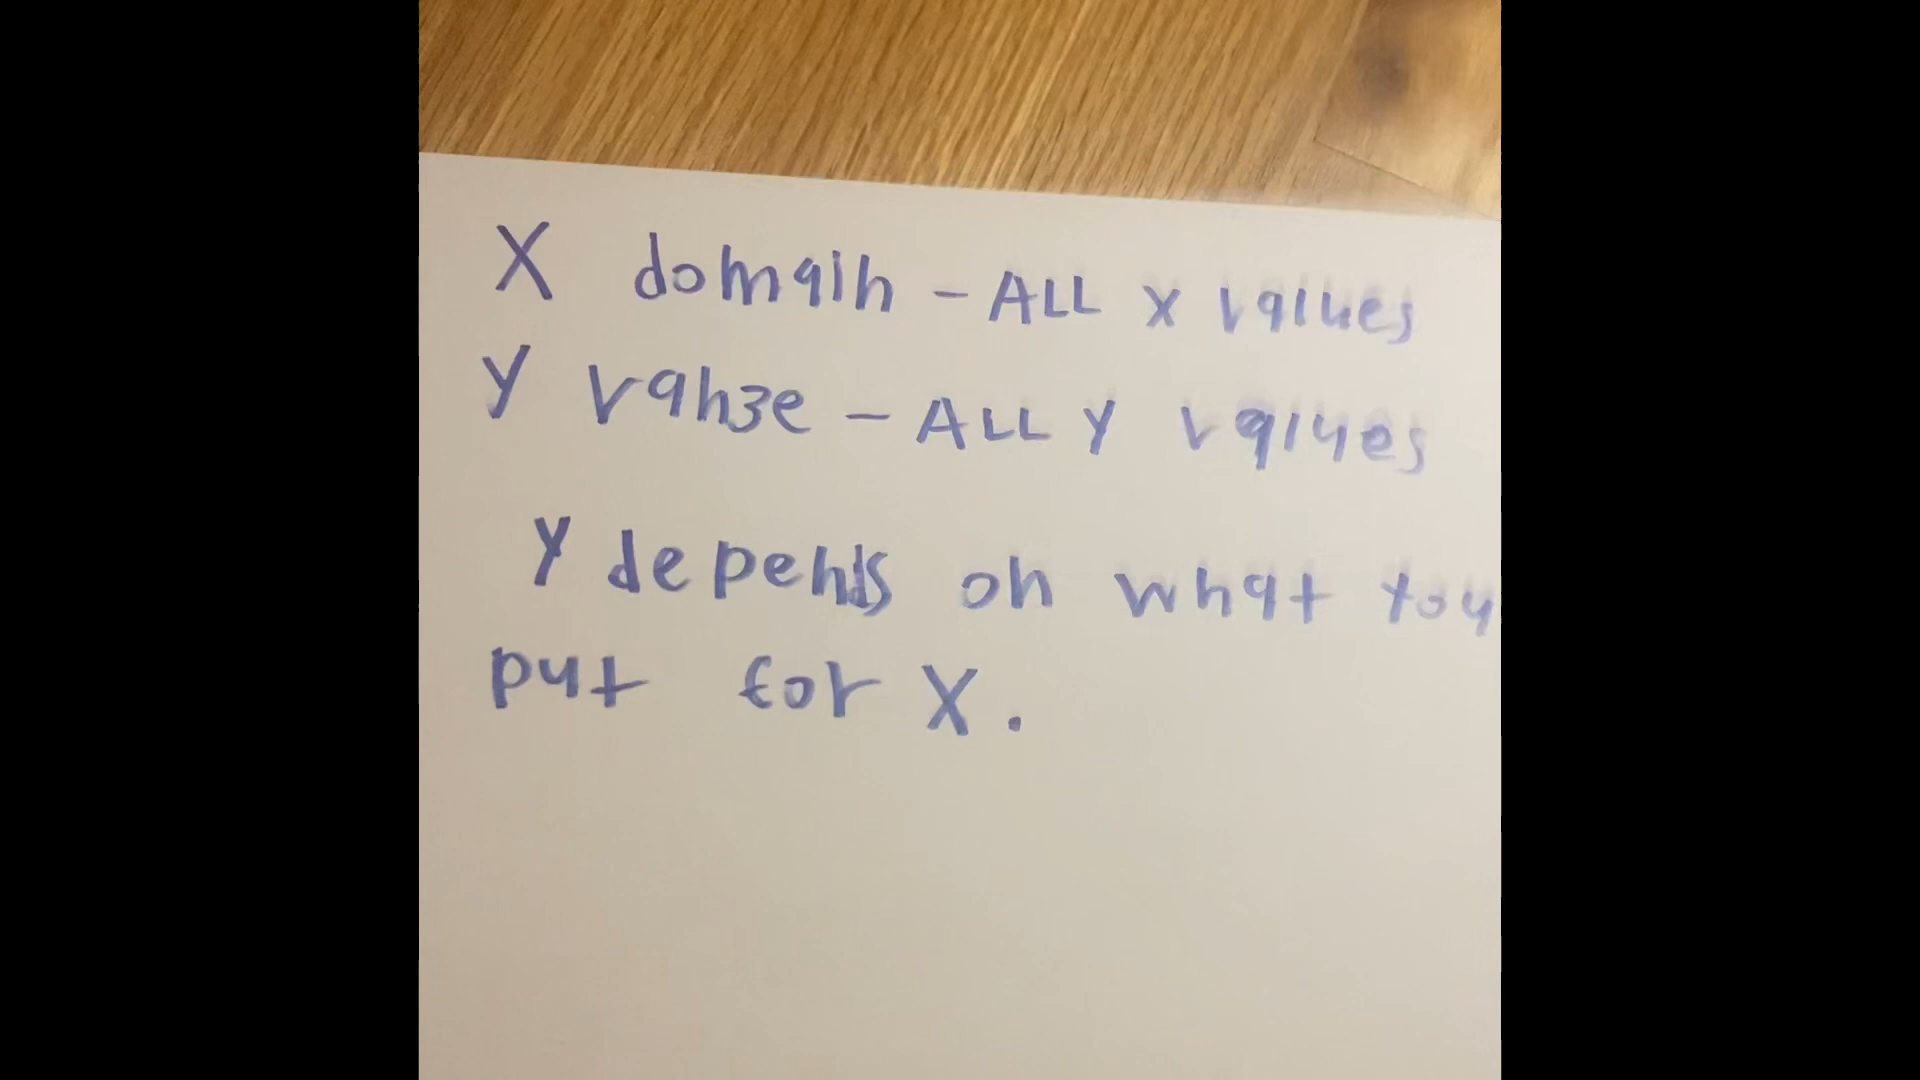 X domain - ALL X values
Y range - ALL Y values
Y depends on what you
put for X.